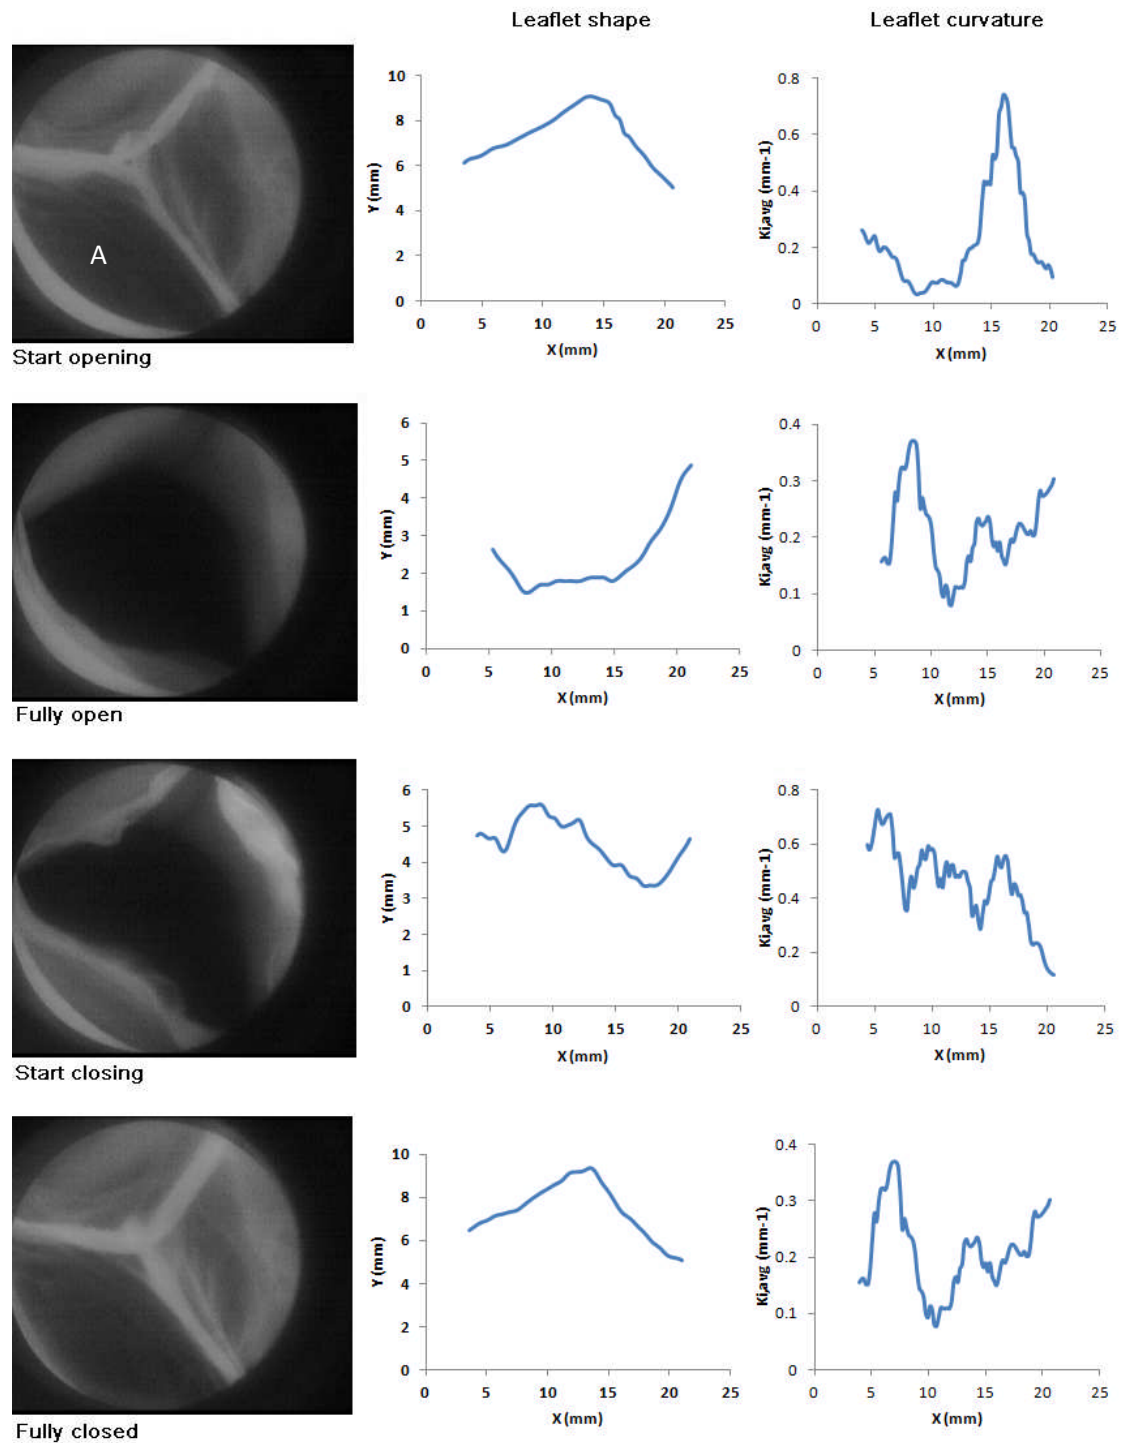 Leaflet shape
Leaflet curvature
A
Start opening
10
8
6
4
2
0
Y (mm)
0 5 10 15 20 25
X (mm)
0.8
0.6
0.4
0.2
0
Ki,avg (mm-1)
0 5 10 15 20 25
X (mm)
Fully open
6
5
4
3
2
1
0
Y (mm)
0 5 10 15 20 25
X (mm)
0.4
0.3
0.2
0.1
0
Ki,avg (mm-1)
0 5 10 15 20 25
X (mm)
Start closing
6
5
4
3
2
1
0
Y (mm)
0 5 10 15 20 25
X (mm)
0.8
0.6
0.4
0.2
0
Ki,avg (mm-1)
0 5 10 15 20 25
X (mm)
Fully closed
10
8
6
4
2
0
Y (mm)
0 5 10 15 20 25
X (mm)
0.4
0.3
0.2
0.1
0
Ki,avg (mm-1)
0 5 10 15 20 25
X (mm)